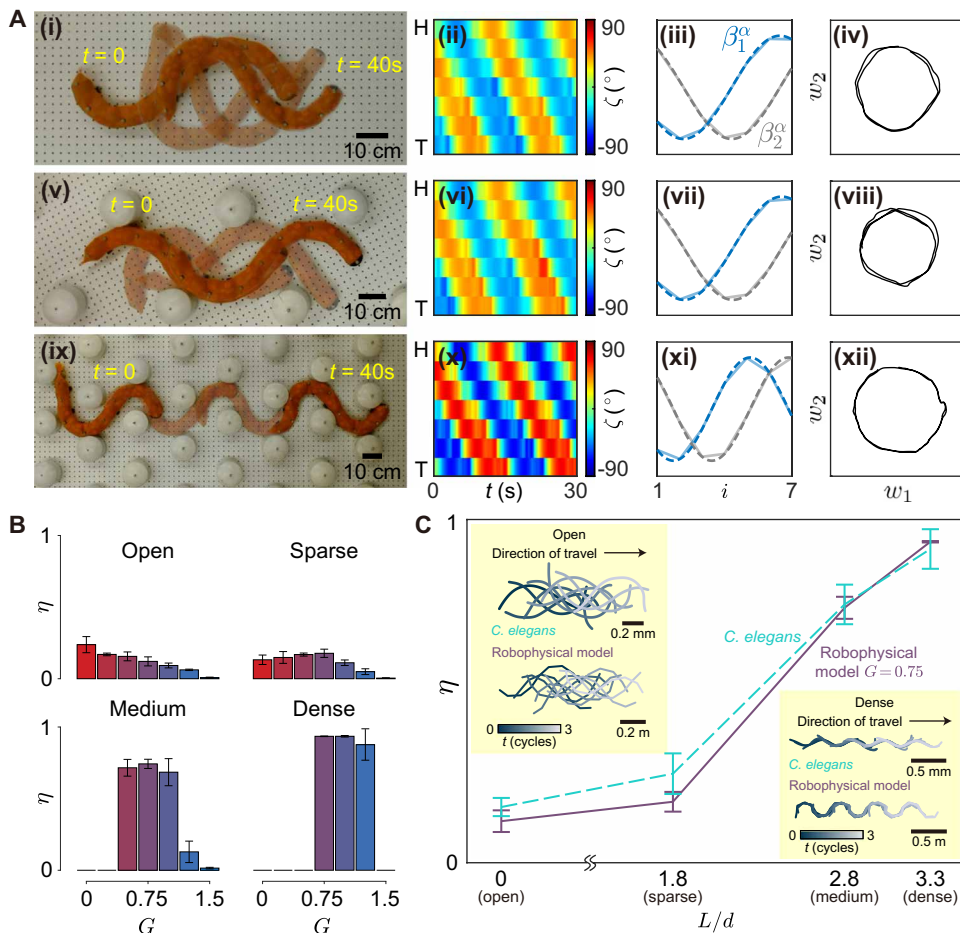 A
(i)
t = 0
t = 40s
10 cm
H
T
(ii)
90
ζ (°)
-90
(iii)
β₁^α
β₂^α
(iv)
w₂
(v)
t = 0
t = 40s
10 cm
H
T
(vi)
90
ζ (°)
-90
(vii)
(viii)
w₂
(ix)
t = 0
t = 40s
10 cm
H
T
(x)
90
ζ (°)
-90
0 t (s) 30
(xi)
1 i 7
(xii)
w₂
w₁
B
1
Open
Sparse
η
0
1
Medium
Dense
η
0
0 0.75 1.5
0 0.75 1.5
G
G
C
1
η
0
Open
Direction of travel
C. elegans
0.2 mm
Robophysical model
0 3
t (cycles)
0.2 m
C. elegans
Robophysical
model G = 0.75
Dense
Direction of travel
C. elegans
0.5 mm
Robophysical model
0 3
t (cycles)
0.5 m
0 1.8 2.8 3.3
(open) (sparse) (medium) (dense)
L/d